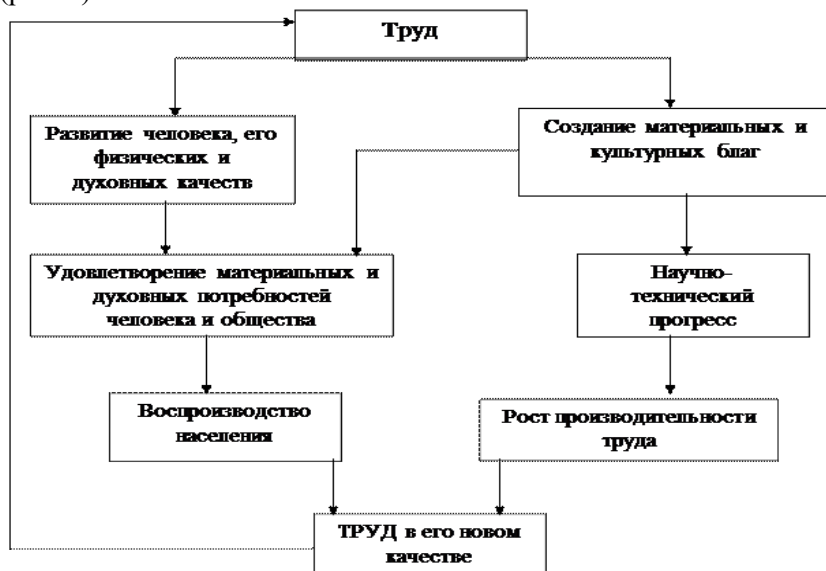 Труд
Развитие человека, его
физических и
духовных качеств
Создание материальных и
культурных благ
Удовлетворение материальных и
духовных потребностей
человека и общества
Научно-
технический
прогресс
Воспроизводство
населения
Рост производительности
труда
ТРУД в его новом
качестве